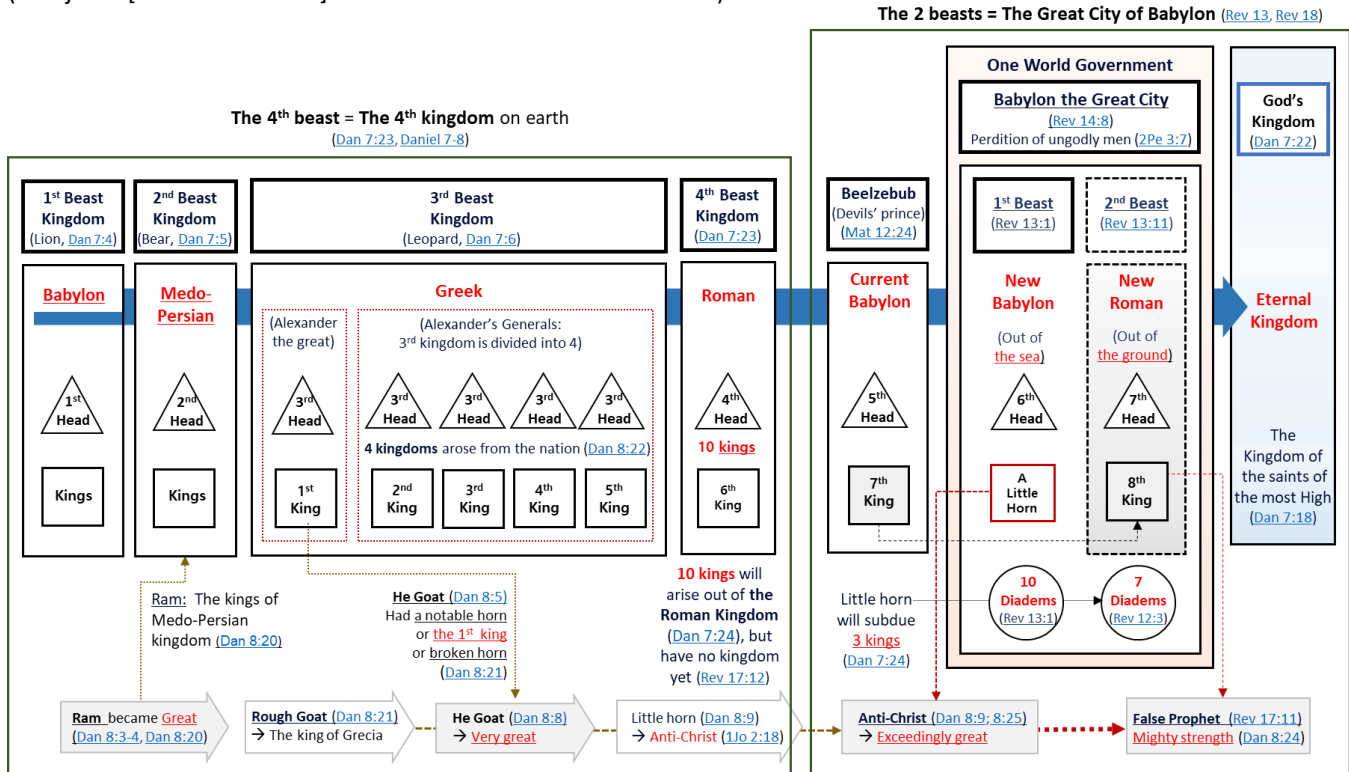 The 2 beasts = The Great City of Babylon (Rev 13, Rev 18)
The 4th beast = The 4th kingdom on earth
(Dan 7:23, Daniel 7-8)
1st Beast
Kingdom
(Lion, Dan 7:4)
2nd Beast
Kingdom
(Bear, Dan 7:5)
3rd Beast
Kingdom
(Leopard, Dan 7:6)
4th Beast
Kingdom
(Dan 7:23)
Babylon
Medo-
Persian
Greek
Roman
(Alexander
the great)
(Alexander's Generals:
3rd kingdom is divided into 4)
1st
Head
2nd
Head
3rd
Head
3rd
Head
3rd
Head
3rd
Head
3rd
Head
4th
Head
4 kingdoms arose from the nation (Dan 8:22)
10 kings
Kings
Kings
1st
King
2nd
King
3rd
King
4th
King
5th
King
6th
King
Ram: The kings of
Medo-Persian
kingdom (Dan 8:20)
He Goat (Dan 8:5)
Had a notable horn
or the 1st king
or broken horn
(Dan 8:21)
10 kings will
arise out of the
Roman Kingdom
(Dan 7:24), but
have no kingdom
yet (Rev 17:12)
One World Government
Babylon the Great City
(Rev 14:8)
Perdition of ungodly men (2Pe 3:7)
God's
Kingdom
(Dan 7:22)
Beelzebub
(Devils' prince)
(Mat 12:24)
1st Beast
(Rev 13:1)
2nd Beast
(Rev 13:11)
Current
Babylon
New
Babylon
New
Roman
Eternal
Kingdom
(Out of
the sea)
(Out of
the ground)
5th
Head
6th
Head
7th
Head
7th
King
A
Little
Horn
8th
King
The
Kingdom of
the saints of
the most High
(Dan 7:18)
Little horn
will subdue
3 kings
(Dan 7:24)
10
Diadems
(Rev 13:1)
7
Diadems
(Rev 12:3)
Ram became Great
(Dan 8:3-4, Dan 8:20)
Rough Goat (Dan 8:21)
→ The king of Grecia
He Goat (Dan 8:8)
→ Very great
Little horn (Dan 8:9)
→ Anti-Christ (1Jo 2:18)
Anti-Christ (Dan 8:9; 8:25)
→ Exceedingly great
False Prophet (Rev 17:11)
Mighty strength (Dan 8:24)